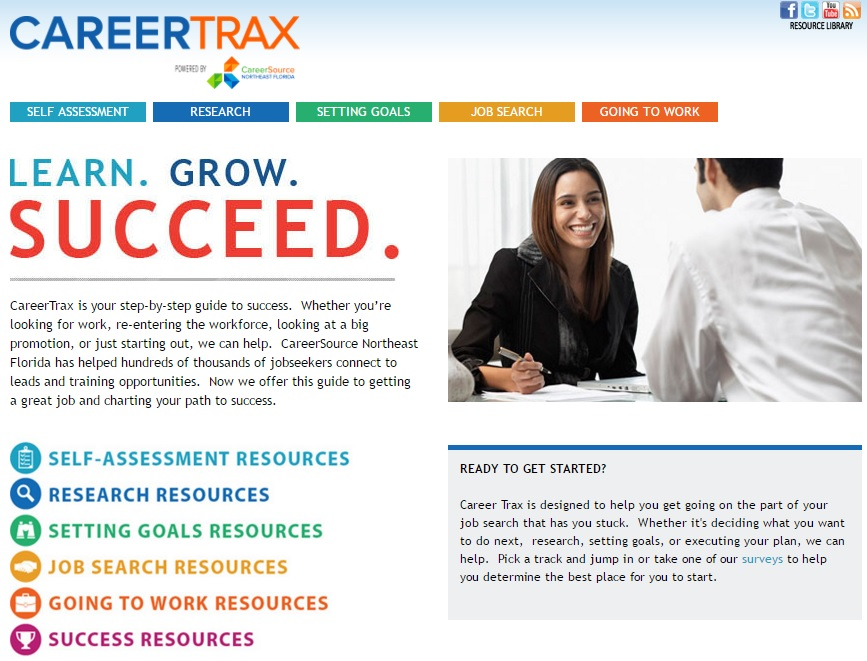 CAREERTRAX
POWERED BY
CareerSource
NORTHEAST FLORIDA
You
Tube
RESOURCE LIBRARY
SELF ASSESSMENT
RESEARCH
SETTING GOALS
JOB SEARCH
GOING TO WORK
LEARN. GROW.
SUCCEED.
CareerTrax is your step-by-step guide to success. Whether you're
looking for work, re-entering the workforce, looking at a big
promotion, or just starting out, we can help. CareerSource Northeast
Florida has helped hundreds of thousands of jobseekers connect to
leads and training opportunities. Now we offer this guide to getting
a great job and charting your path to success.
SELF-ASSESSMENT RESOURCES
RESEARCH RESOURCES
SETTING GOALS RESOURCES
JOB SEARCH RESOURCES
GOING TO WORK RESOURCES
SUCCESS RESOURCES
READY TO GET STARTED?
Career Trax is designed to help you get going on the part of your
job search that has you stuck. Whether it's deciding what you want
to do next, research, setting goals, or executing your plan, we can
help. Pick a track and jump in or take one of our surveys to help
you determine the best place for you to start.